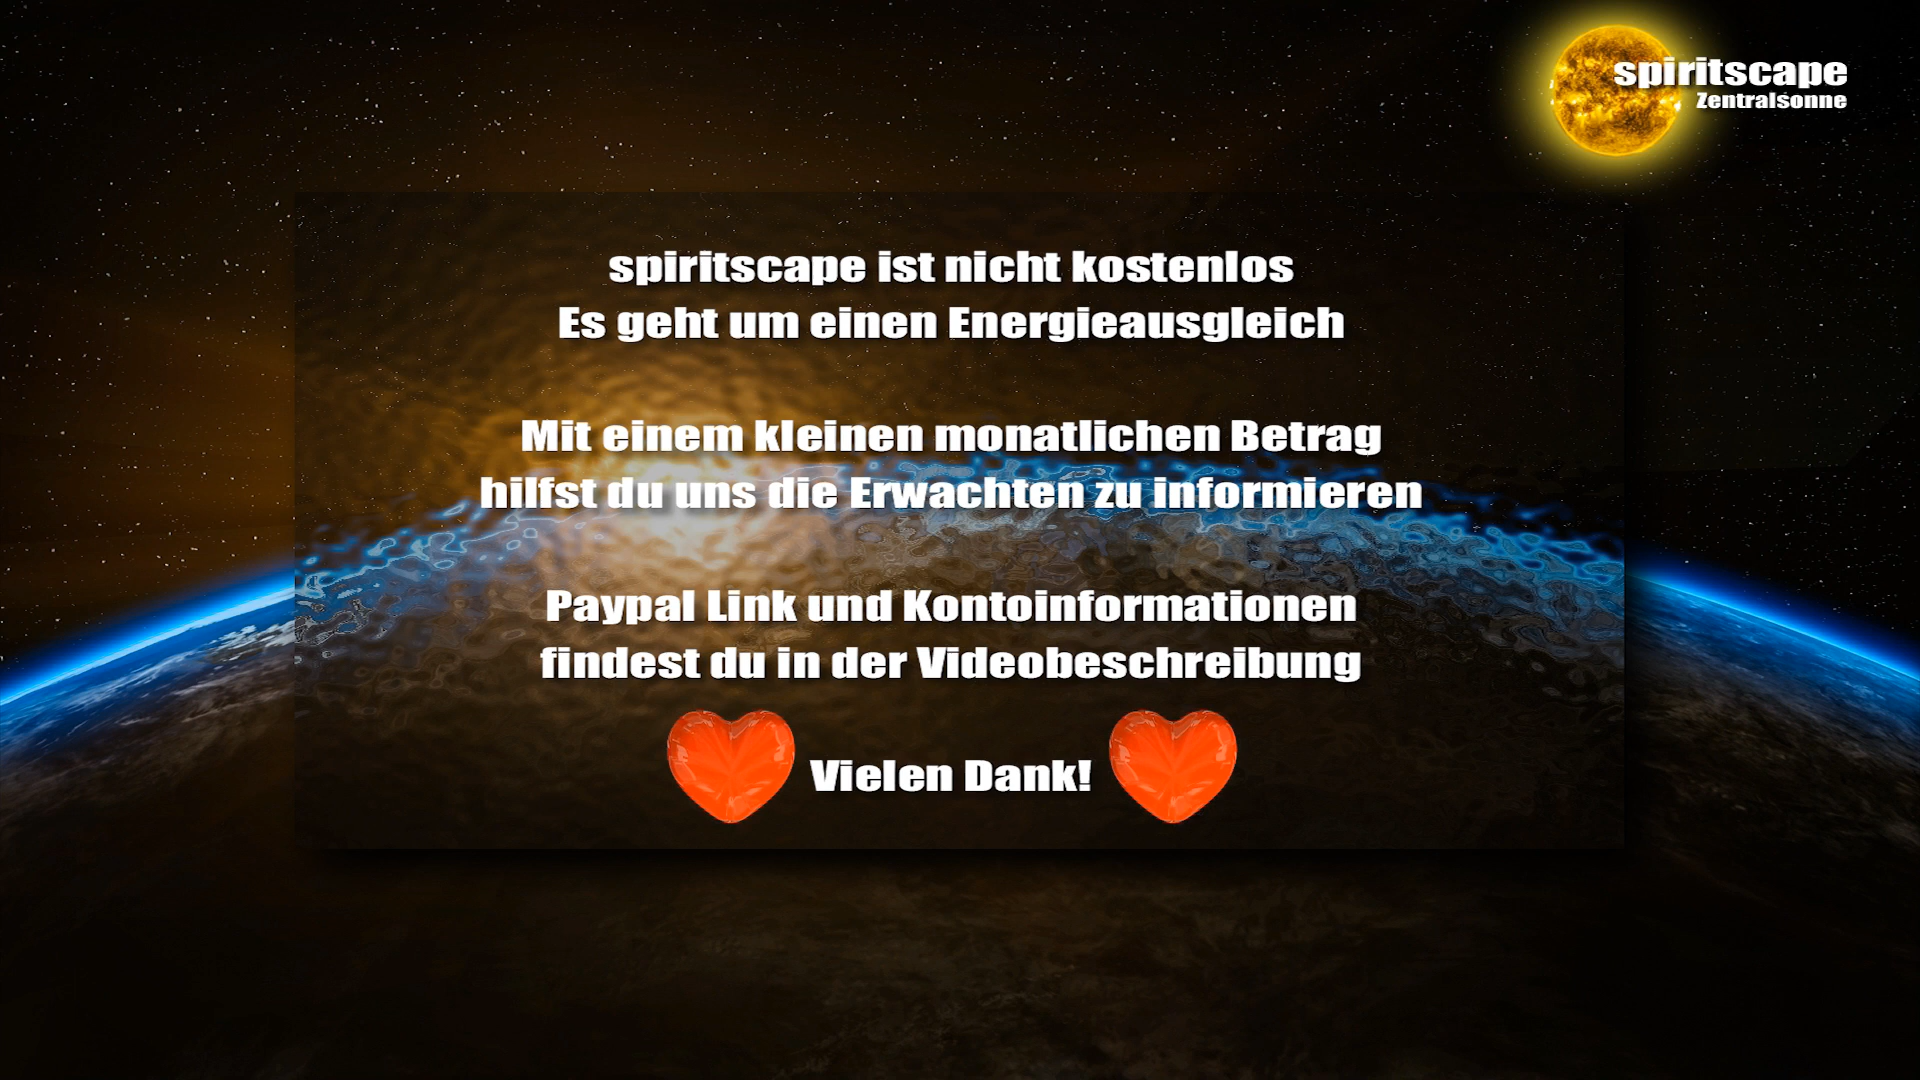 spiritscape
Zentralsonne
spiritscape ist nicht kostenlos
Es geht um einen Energieausgleich
Mit einem kleinen monatlichen Betrag
hilfst du uns die Erwachten zu informieren
Paypal Link und Kontoinformationen
findest du in der Videobeschreibung
Vielen Dank!